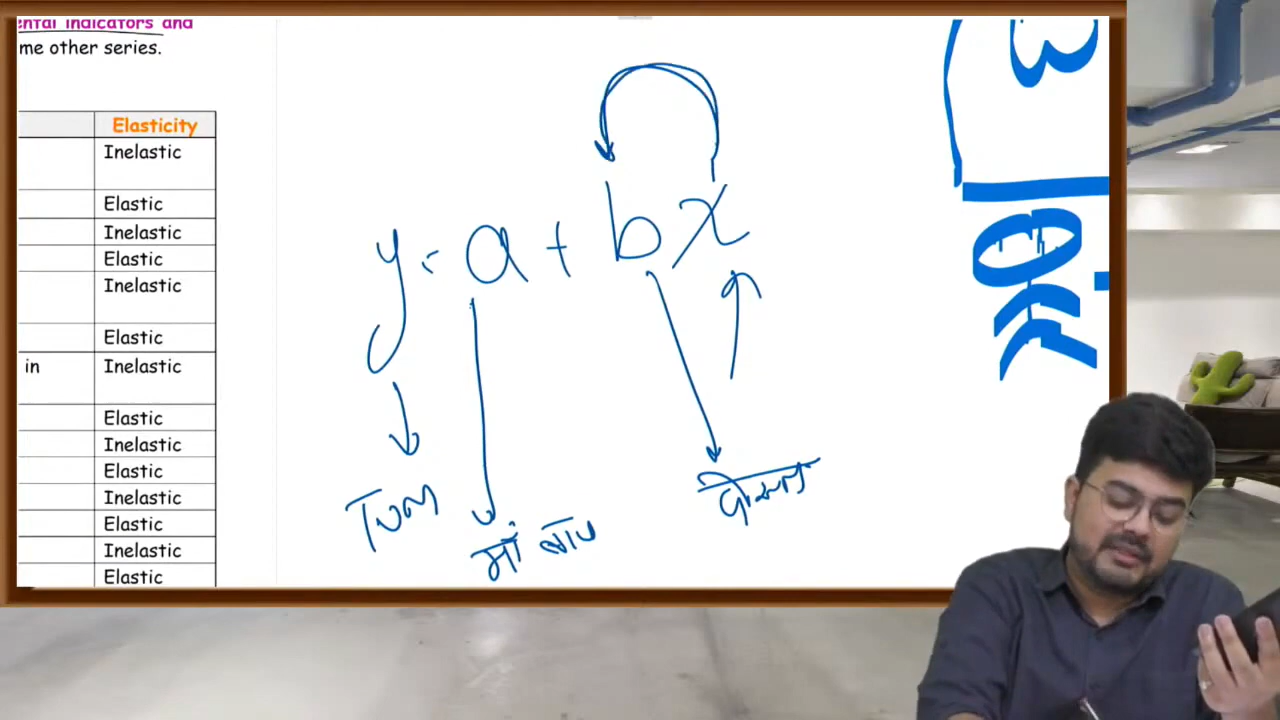 ental indicators and
me other series.
Elasticity
Inelastic
Elastic
Inelastic
Elastic
Inelastic
Elastic
in Inelastic
Elastic
Inelastic
Elastic
Inelastic
Elastic
Inelastic
Elastic
y = a + bx
तुम
माँ बाप
3